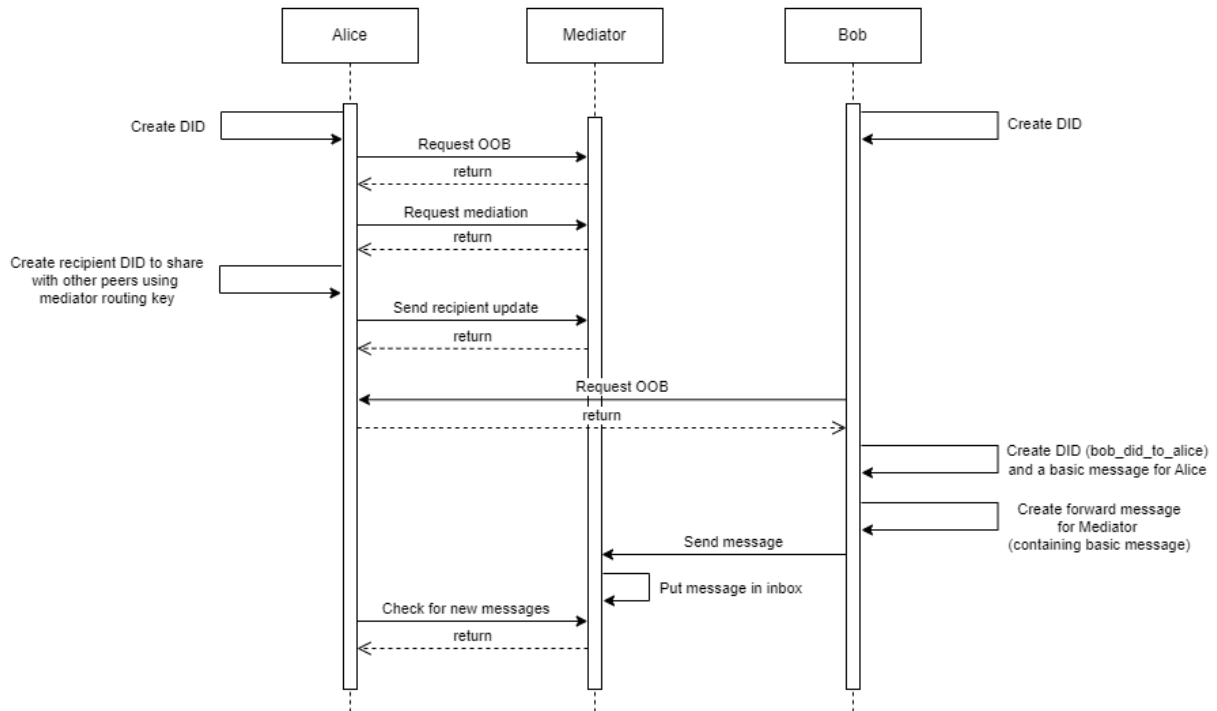 Alice
Mediator
Bob
Create DID
Create DID
Request OOB
return
Request mediation
return
Create recipient DID to share
with other peers using
mediator routing key
Send recipient update
return
Request OOB
return
Create DID (bob_did_to_alice)
and a basic message for Alice
Create forward message
for Mediator
(containing basic message)
Send message
Put message in inbox
Check for new messages
return